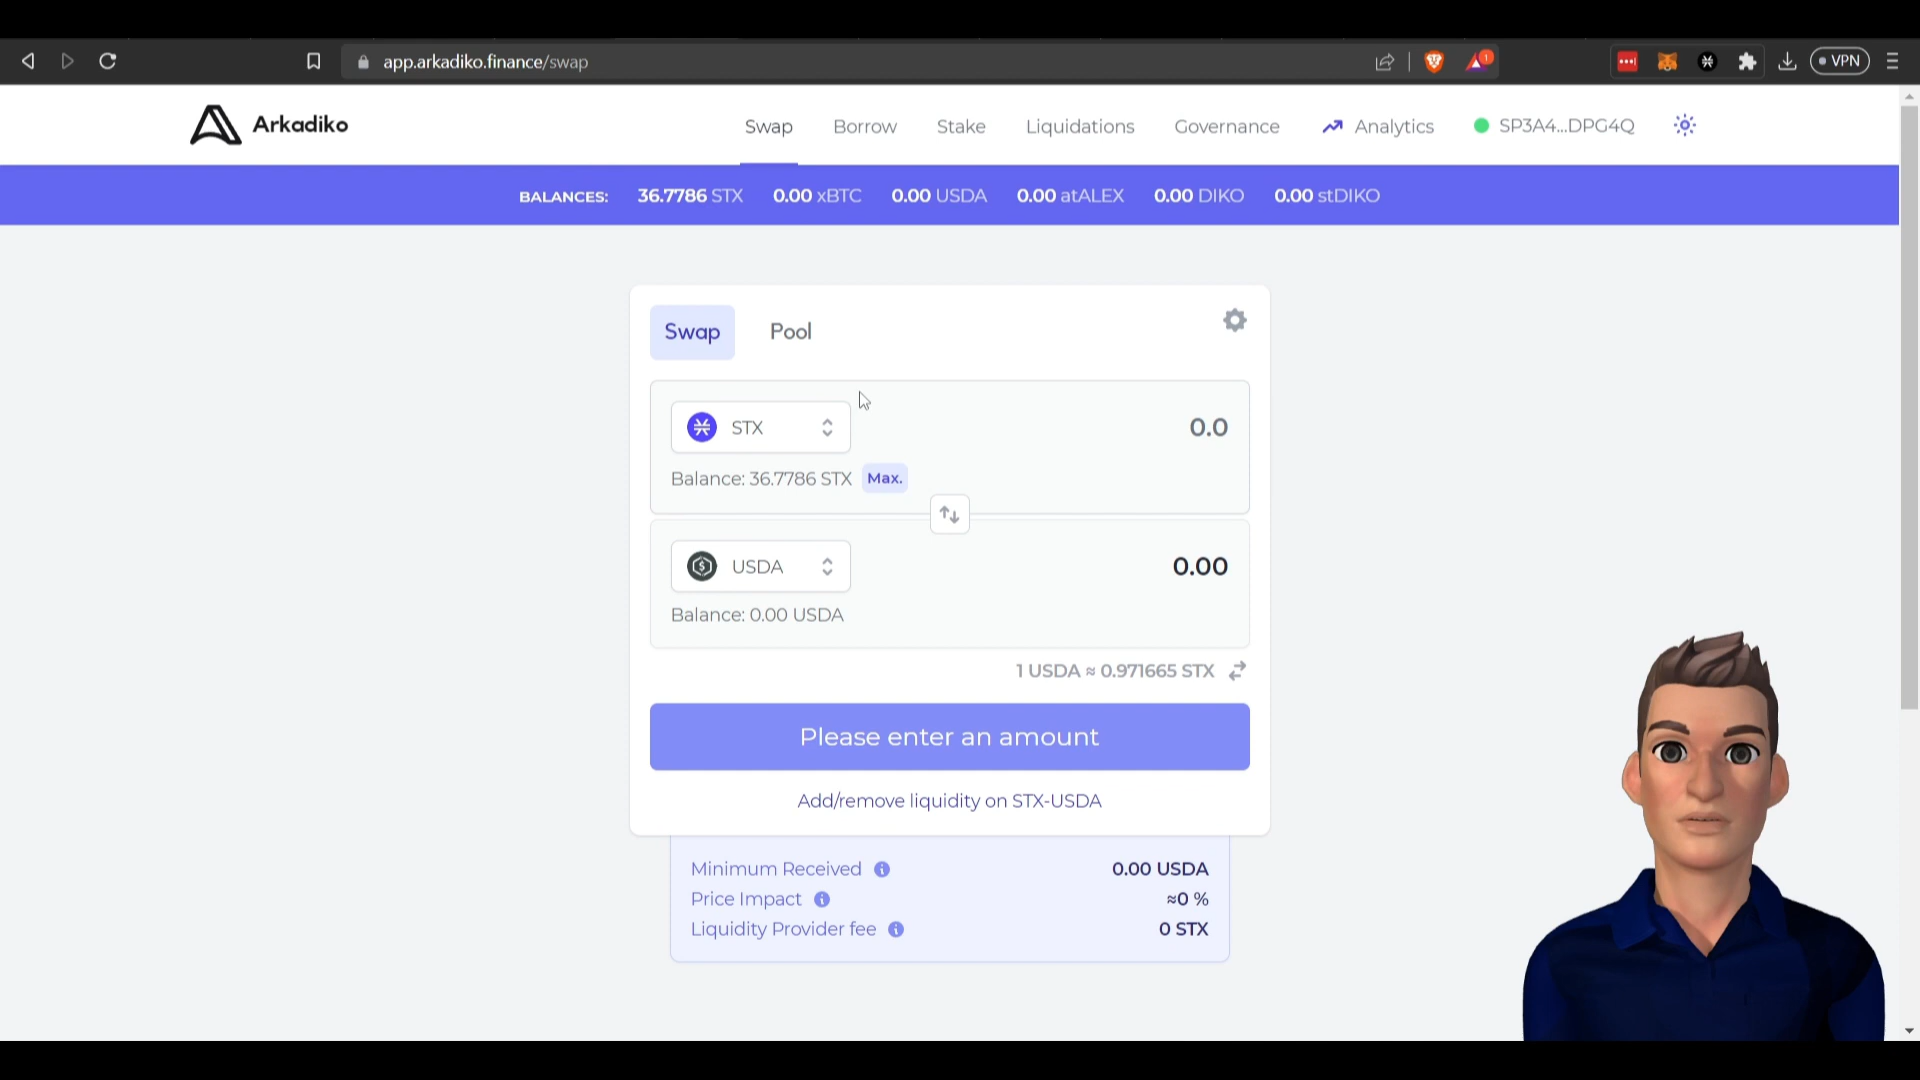 app.arkadiko.finance/swap
1
VPN
Arkadiko
Swap Borrow Stake Liquidations Governance Analytics SP3A4...DPG4Q
BALANCES: 36.7786 STX 0.00 xBTC 0.00 USDA 0.00 atALEX 0.00 DIKO 0.00 stDIKO
Swap Pool
STX 0.0
Balance: 36.7786 STX Max.
USDA 0.00
Balance: 0.00 USDA
1 USDA ≈ 0.971665 STX
Please enter an amount
Add/remove liquidity on STX-USDA
Minimum Received 0.00 USDA
Price Impact ≈0 %
Liquidity Provider fee 0 STX